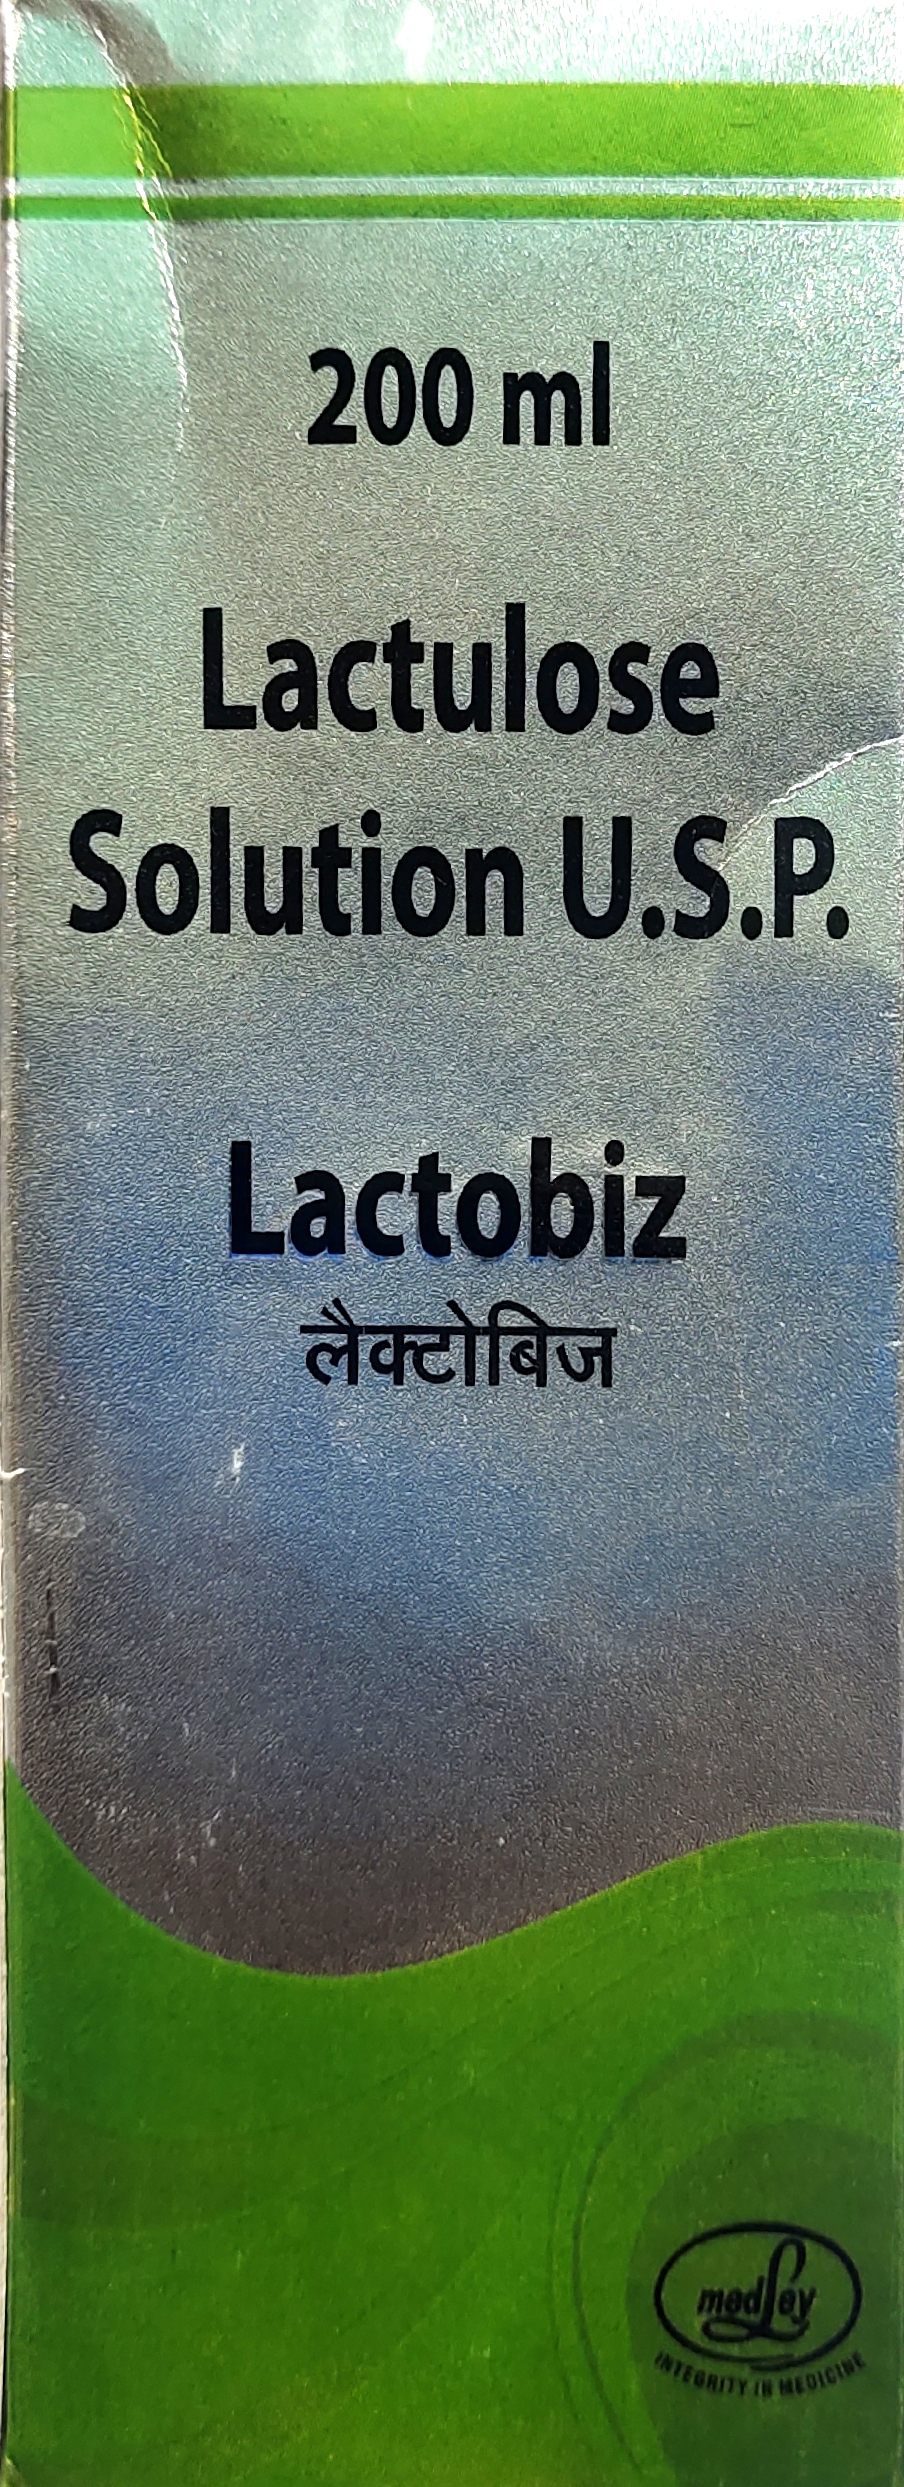 200 ml
Lactulose
Solution U.S.P.
Lactobiz
लैक्टोबिज
medley
INTEGRITY IN MEDICINE